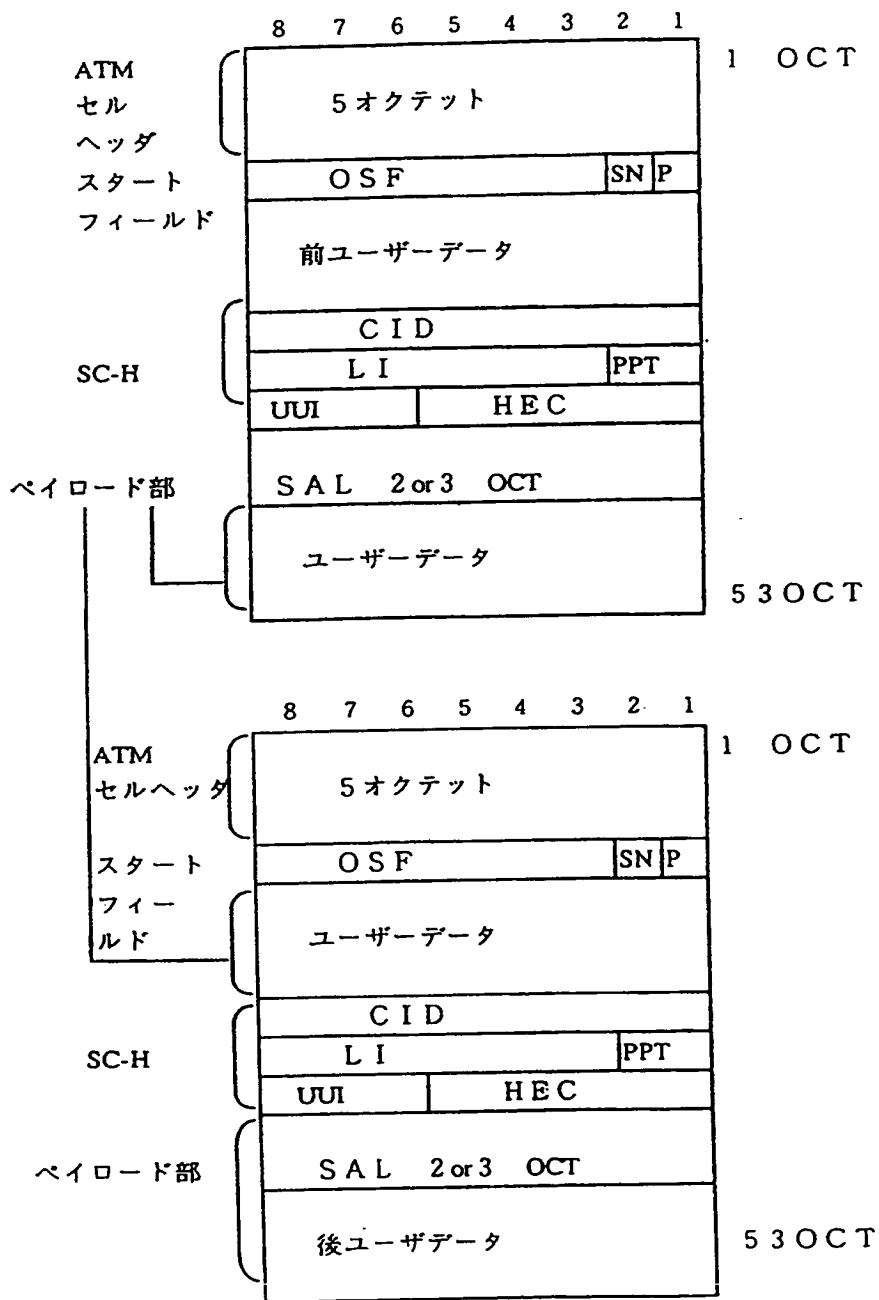 8 7 6 5 4 3 2 1
1 OCT
ATM
セル
ヘッダ
5オクテット
スタート
フィールド
OSF SN P
前ユーザーデータ
SC-H
CID
LI PPT
UUI HEC
ペイロード部
SAL 2 or 3 OCT
ユーザーデータ
53OCT
8 7 6 5 4 3 2 1
1 OCT
ATM
セルヘッダ
5オクテット
スタート
フィー
ルド
OSF SN P
ユーザーデータ
SC-H
CID
LI PPT
UUI HEC
ペイロード部
SAL 2 or 3 OCT
後ユーザデータ
53OCT